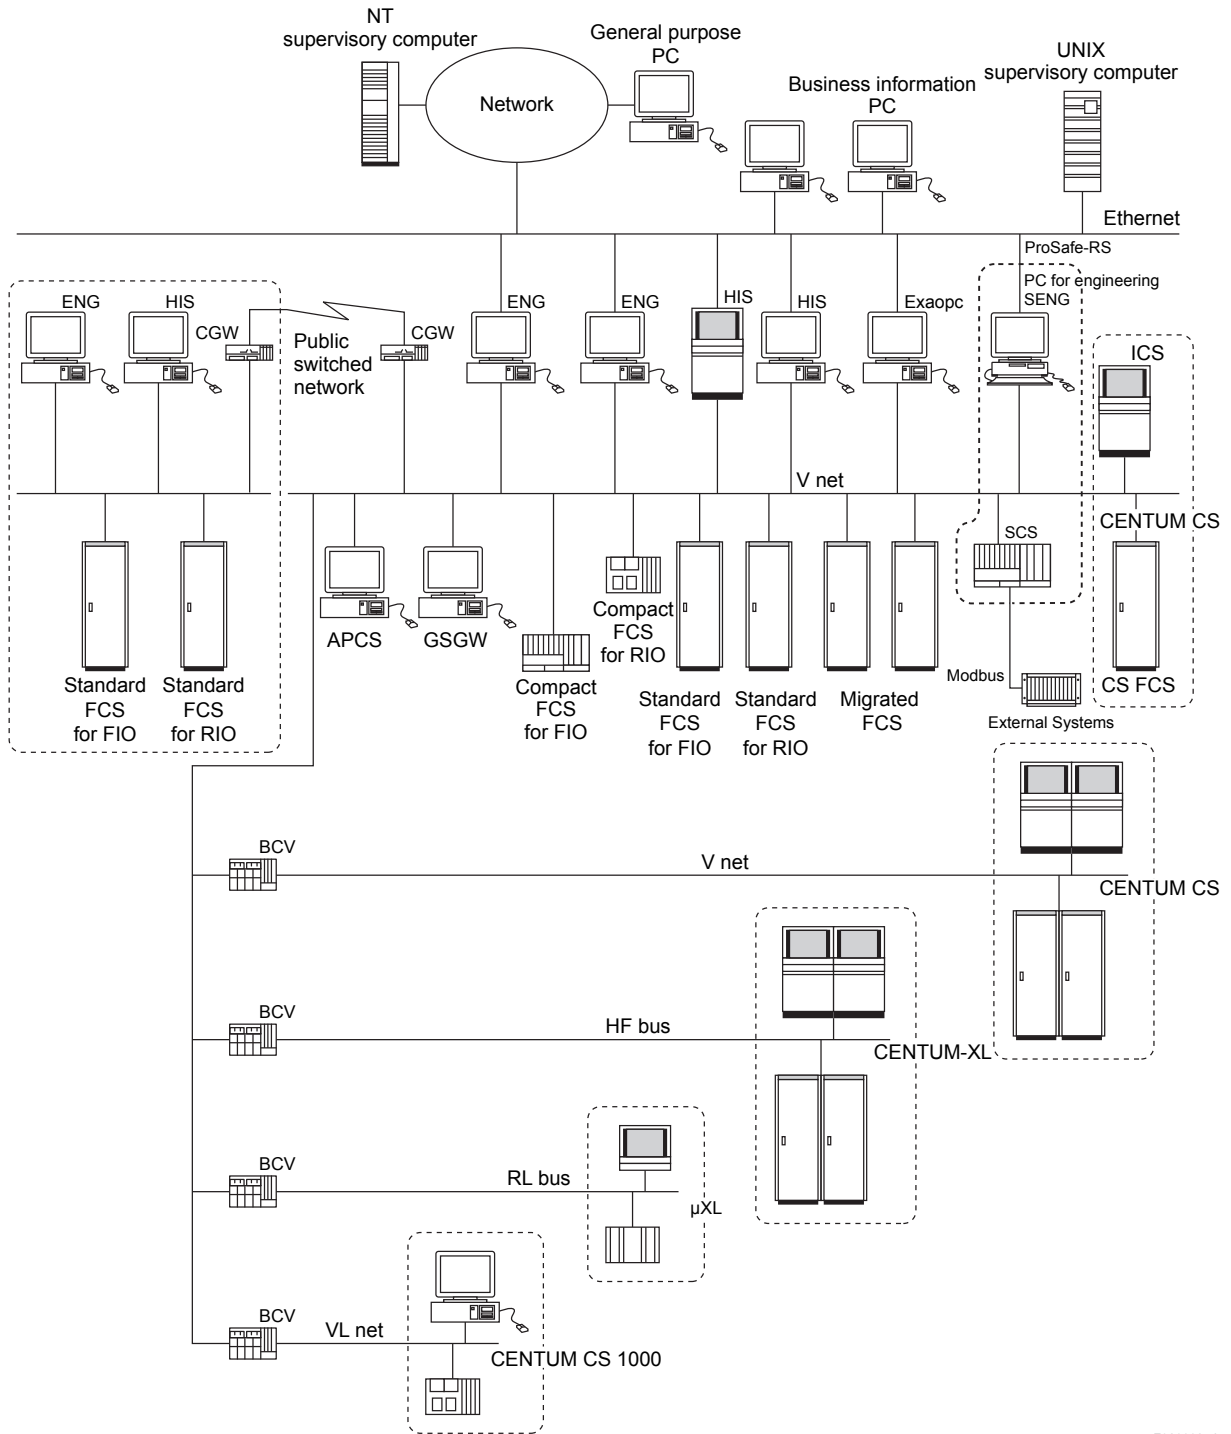 NT
supervisory computer
General purpose
PC
UNIX
supervisory computer
Business information
PC
Network
Ethernet
ProSafe-RS
PC for engineering
SENG
ENG
HIS
CGW
Public
switched
network
CGW
ENG
ENG
HIS
HIS
Exaopc
ICS
V net
CENTUM CS
SCS
APCS
GSGW
Compact
FCS
for RIO
Compact
FCS
for FIO
Standard
FCS
for FIO
Standard
FCS
for RIO
Standard
FCS
for FIO
Standard
FCS
for RIO
Migrated
FCS
Modbus
External Systems
CS FCS
BCV
V net
CENTUM CS
BCV
HF bus
CENTUM-XL
BCV
RL bus
µXL
BCV
VL net
CENTUM CS 1000